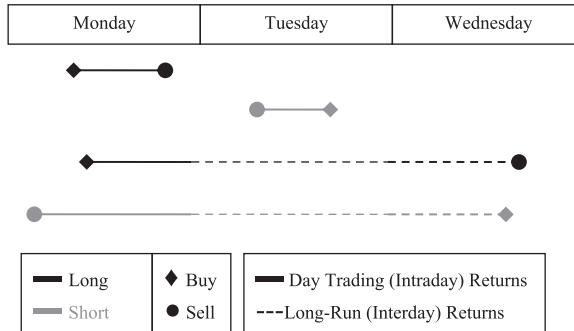 Monday Tuesday Wednesday
Long Buy Day Trading (Intraday) Returns
Short Sell Long-Run (Interday) Returns